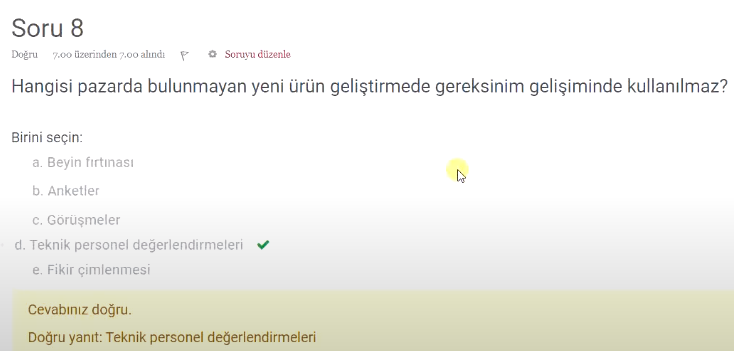 Soru 8
Doğru 7.00 üzerinden 7.00 alındı Soruyu düzenle
Hangisi pazarda bulunmayan yeni ürün geliştirmede gereksinim gelişiminde kullanılmaz?
Birini seçin:
a. Beyin fırtınası
b. Anketler
c. Görüşmeler
d. Teknik personel değerlendirmeleri
e. Fikir çimlenmesi
Cevabınız doğru.
Doğru yanıt: Teknik personel değerlendirmeleri